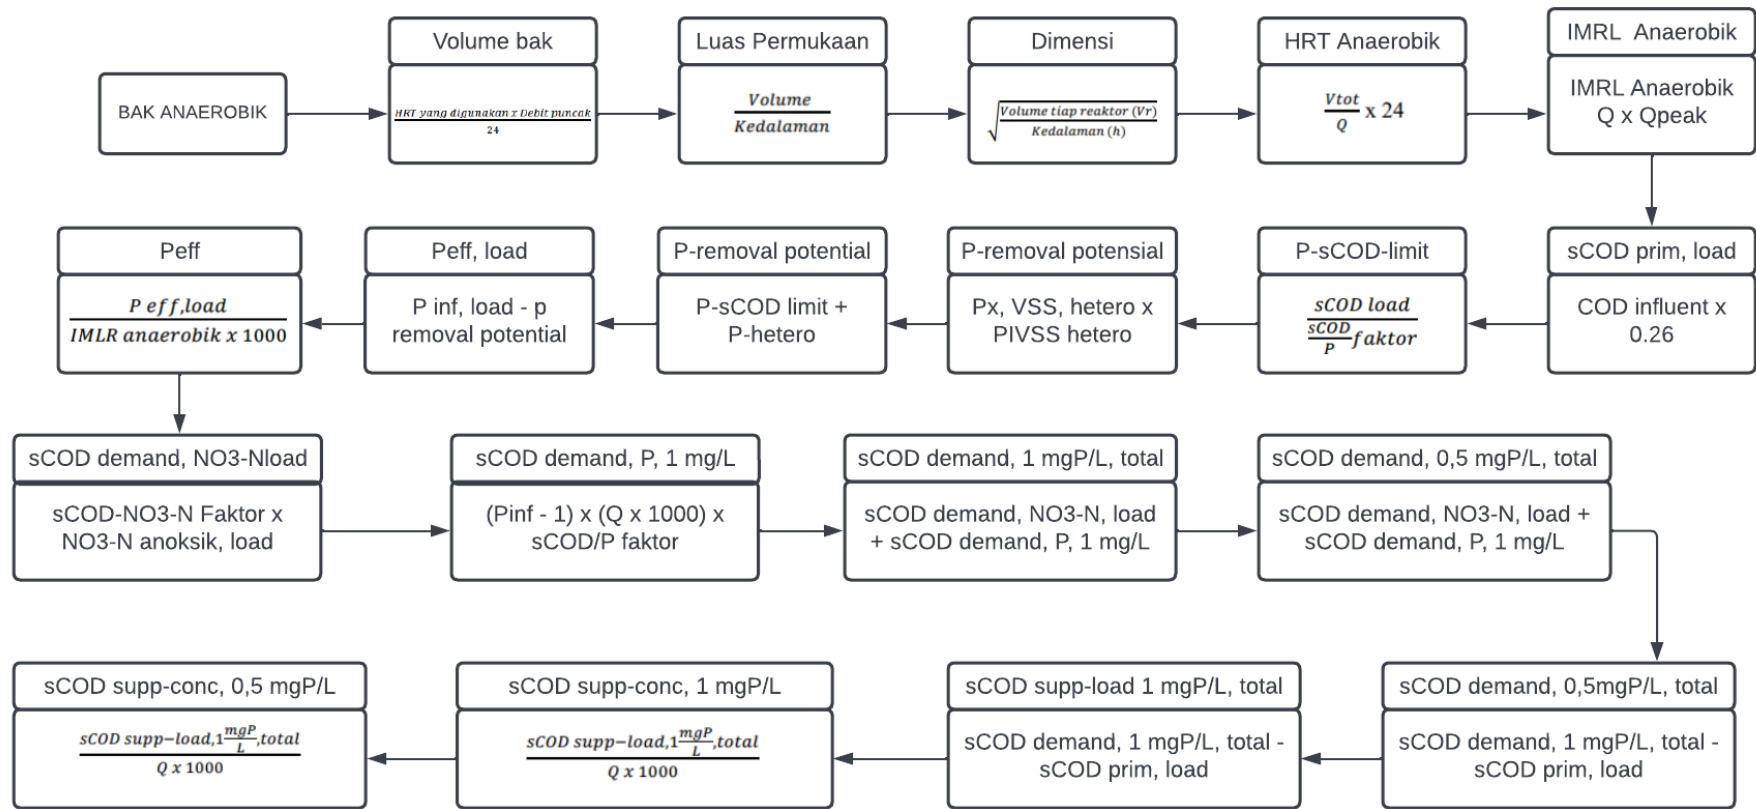 BAK ANAEROBIK
Volume bak
HRT yang digunakan x Debit puncak
24
Luas Permukaan
Volume
Kedalaman
Dimensi
√
Volume tiap reaktor (Vr)
Kedalaman (h)
HRT Anaerobik
Vtot
Q
x 24
IMRL Anaerobik
IMRL Anaerobik
Q x Qpeak
sCOD prim, load
COD influent x
0.26
P-sCOD-limit
sCOD load
sCOD
P
faktor
P-removal potensial
Px, VSS, hetero x
PIVSS hetero
P-removal potential
P-sCOD limit +
P-hetero
Peff, load
P inf, load - p
removal potential
Peff
P eff,load
IMLR anaerobik x 1000
sCOD demand, NO3-Nload
sCOD-NO3-N Faktor x
NO3-N anoksik, load
sCOD demand, P, 1 mg/L
(Pinf - 1) x (Q x 1000) x
sCOD/P faktor
sCOD demand, 1 mgP/L, total
sCOD demand, NO3-N, load
+ sCOD demand, P, 1 mg/L
sCOD demand, 0,5 mgP/L, total
sCOD demand, NO3-N, load +
sCOD demand, P, 1 mg/L
sCOD demand, 0,5mgP/L, total
sCOD demand, 1 mgP/L, total -
sCOD prim, load
sCOD supp-load 1 mgP/L, total
sCOD demand, 1 mgP/L, total -
sCOD prim, load
sCOD supp-conc, 1 mgP/L
sCOD supp−load,1 mgP/L,total
Q x 1000
sCOD supp-conc, 0,5 mgP/L
sCOD supp−load,1 mgP/L,total
Q x 1000